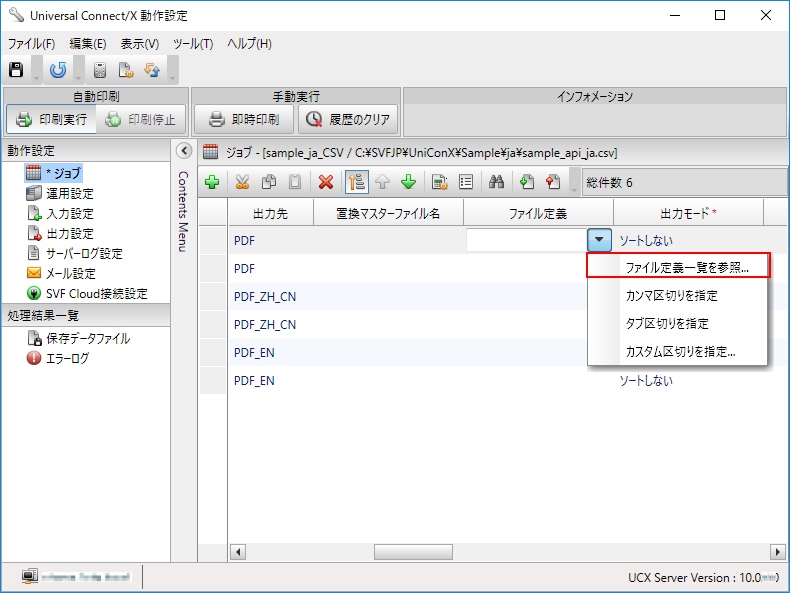 Universal Connect/X 動作設定
ファイル(F) 編集(E) 表示(V) ツール(T) ヘルプ(H)
自動印刷 手動実行 インフォメーション
印刷実行 印刷停止 即時印刷 履歴のクリア
動作設定
* ジョブ
運用設定
入力設定
出力設定
サーバーログ設定
メール設定
SVF Cloud接続設定
処理結果一覧
保存データファイル
エラーログ
Contents Menu
ジョブ - [sample_ja_CSV / C:¥SVFJP¥UniConX¥Sample¥ja¥sample_api_ja.csv]
総件数 6
出力先 置換マスターファイル名 ファイル定義 出力モード*
PDF ソートしない
PDF
PDF_ZH_CN
PDF_ZH_CN
PDF_EN
PDF_EN ソートしない
ファイル定義一覧を参照...
カンマ区切りを指定
タブ区切りを指定
カスタム区切りを指定...
UCX Server Version : 10.0